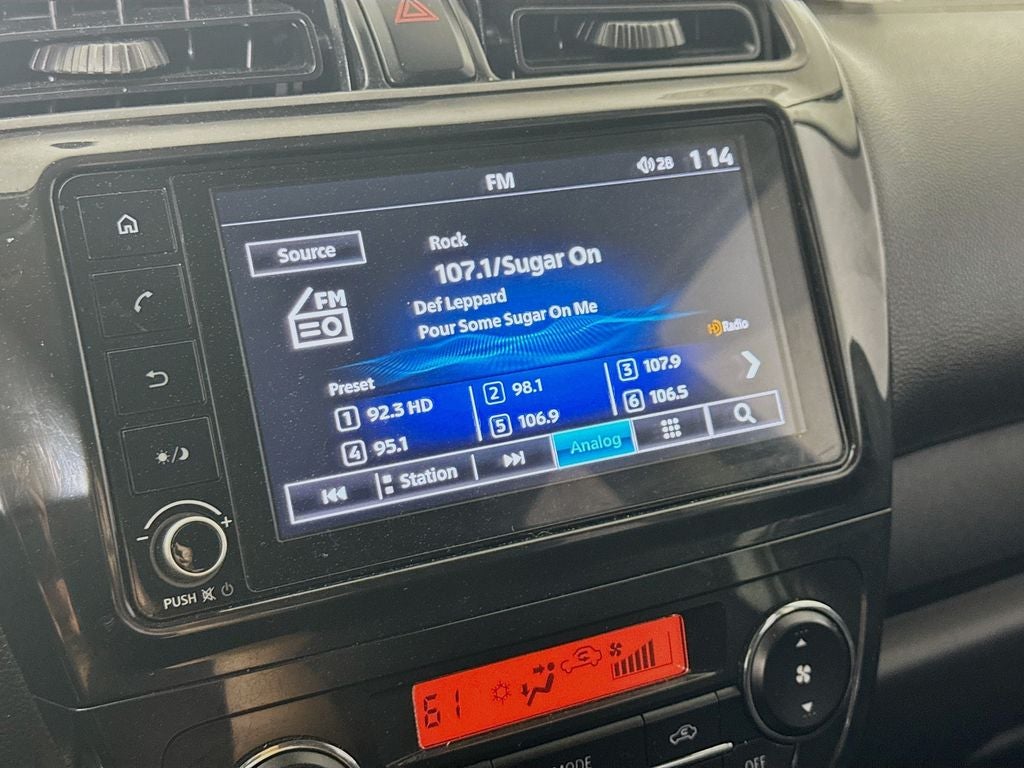 FM
28
1 14
Source
Rock
107.1/Sugar On
FM
Def Leppard
Pour Some Sugar On Me
HD Radio
Preset
1 92.3 HD
2 98.1
3 107.9
4 95.1
5 106.9
6 106.5
Station
Analog
+
-
PUSH
61
MODE
OFF